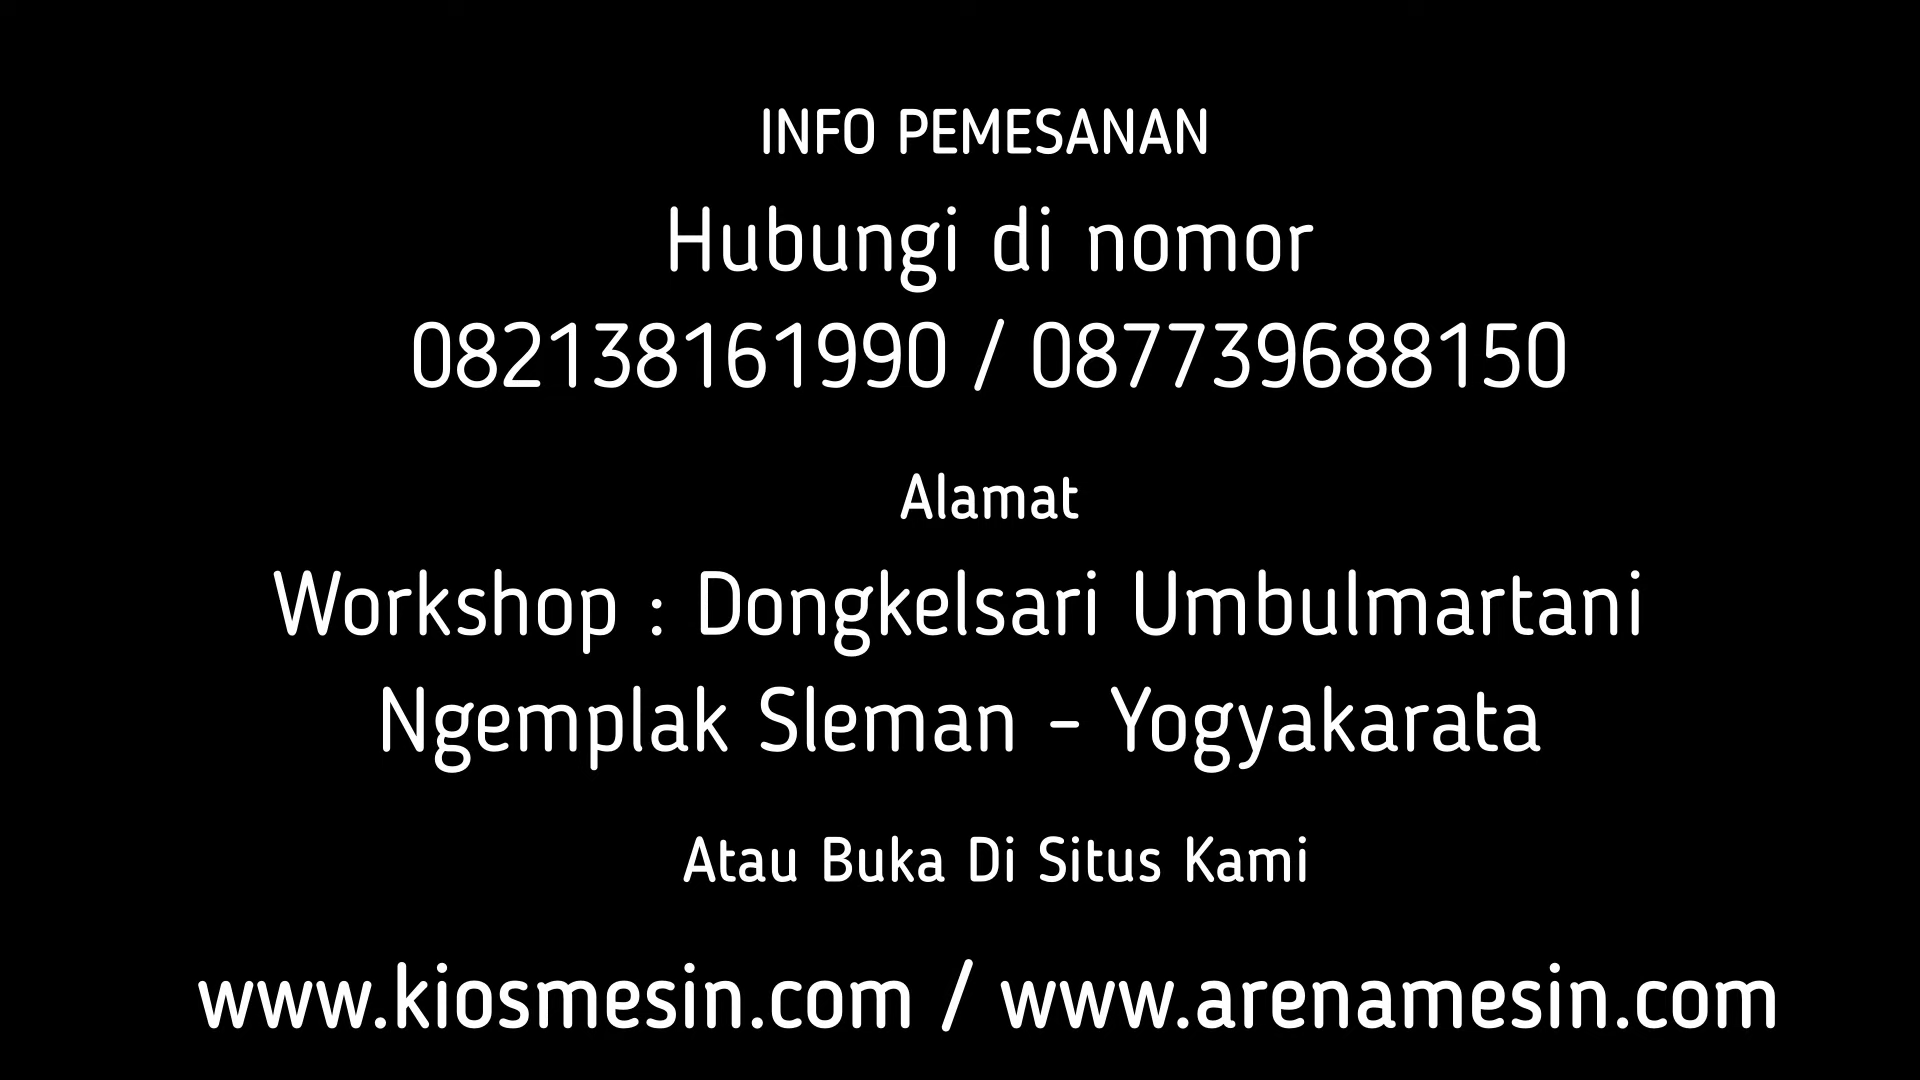 INFO PEMESANAN
Hubungi di nomor
082138161990 / 087739688150
Alamat
Workshop : Dongkelsari Umbulmartani
Ngemplak Sleman - Yogyakarata
Atau Buka Di Situs Kami
www.kiosmesin.com / www.arenamesin.com